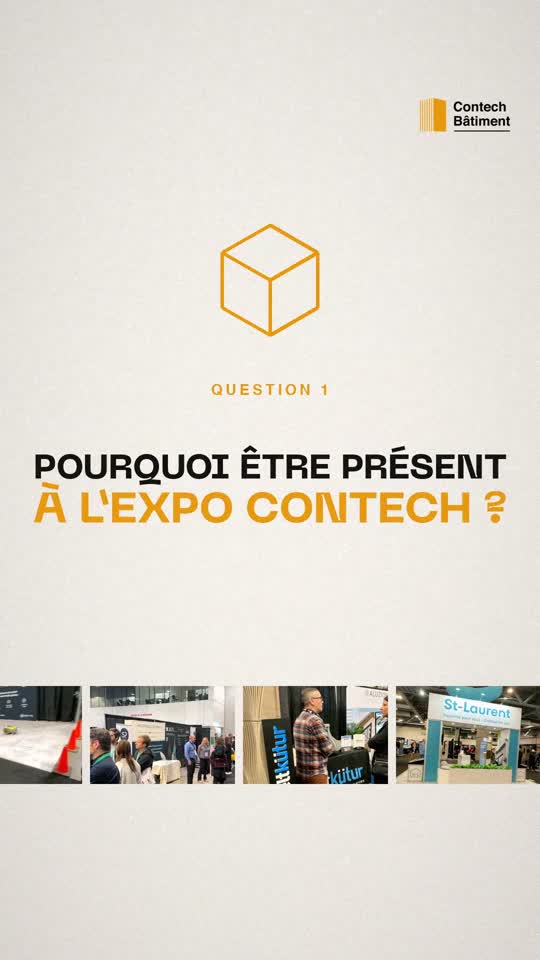 Contech
Bâtiment
QUESTION 1
POURQUOI ÊTRE PRÉSENT
À L'EXPO CONTECH ?
St-Laurent
kütur
kütur